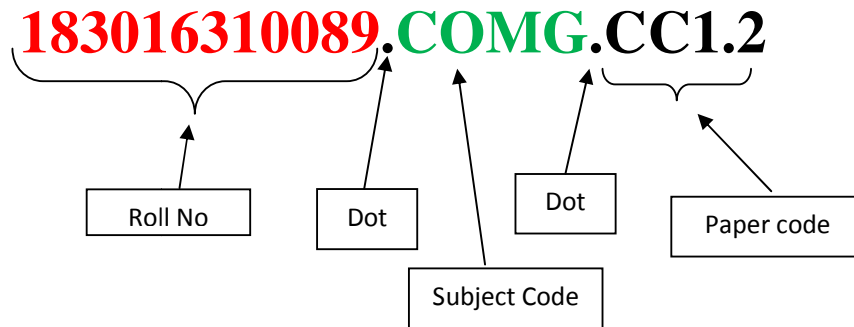 183016310089.COMG.CC1.2
Roll No
Dot
Dot
Paper code
Subject Code